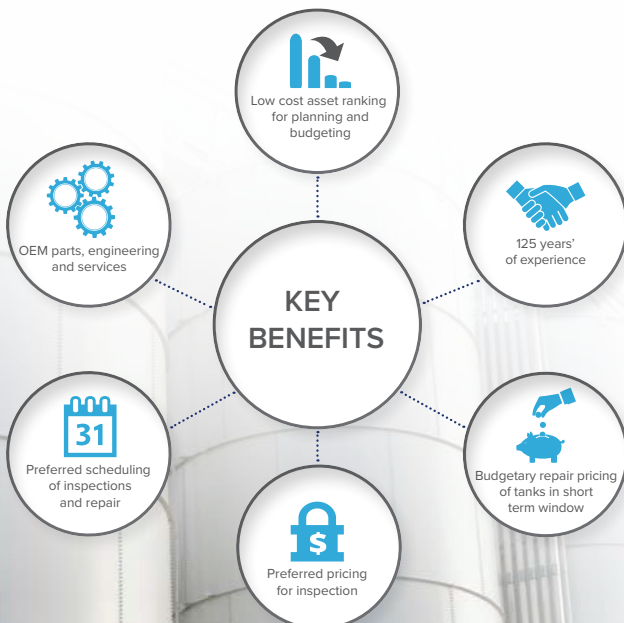 Low cost asset ranking
for planning and
budgeting
OEM parts, engineering
and services
125 years’
of experience
KEY
BENEFITS
31
Preferred scheduling
of inspections
and repair
Budgetary repair pricing
of tanks in short
term window
$
Preferred pricing
for inspection